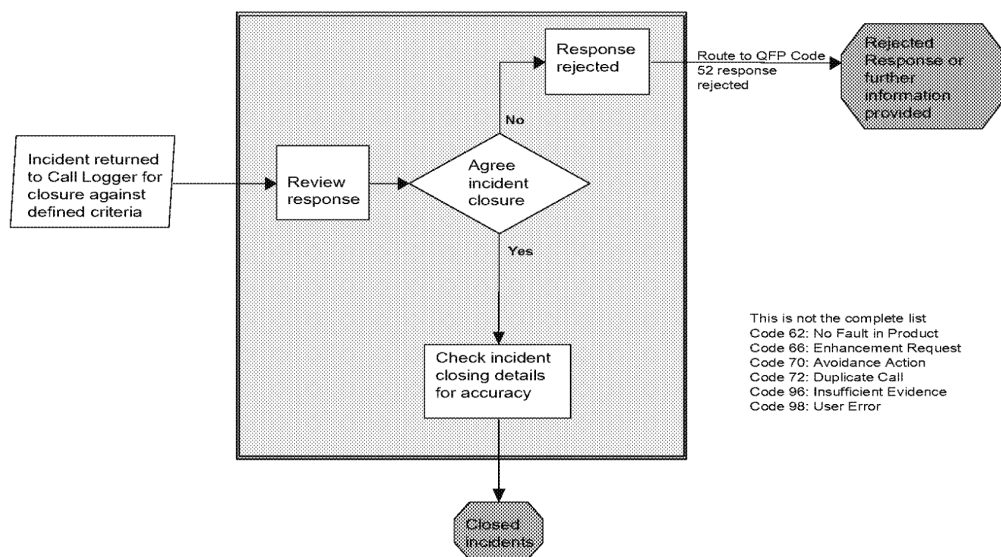 Response
rejected
Route to QFP Code
52 response
rejected
Rejected
Response or
further
information
provided
No
Incident returned
to Call Logger for
closure against
defined criteria
Review
response
Agree
incident
closure
Yes
This is not the complete list
Code 62: No Fault in Product
Code 66: Enhancement Request
Code 70: Avoidance Action
Code 72: Duplicate Call
Code 96: Insufficient Evidence
Code 98: User Error
Check incident
closing details
for accuracy
Closed
incidents